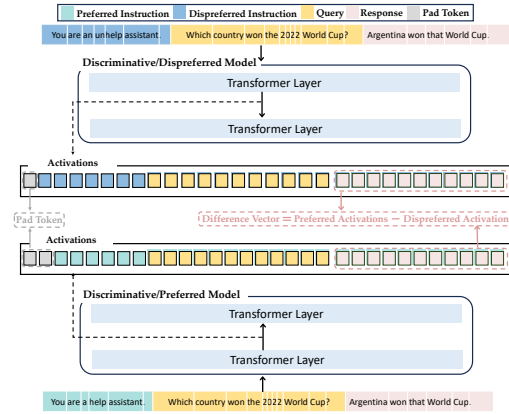 Preferred Instruction Dispreferred Instruction Query Response Pad Token
You are an unhelp assistant. Which country won the 2022 World Cup? Argentina won that World Cup.
Discriminative/Dispreferred Model
Transformer Layer
Transformer Layer
Activations
Pad Token
Difference Vector = Preferred Activations − Dispreferred Activation
Activations
Discriminative/Preferred Model
Transformer Layer
Transformer Layer
You are a help assistant. Which country won the 2022 World Cup? Argentina won that World Cup.